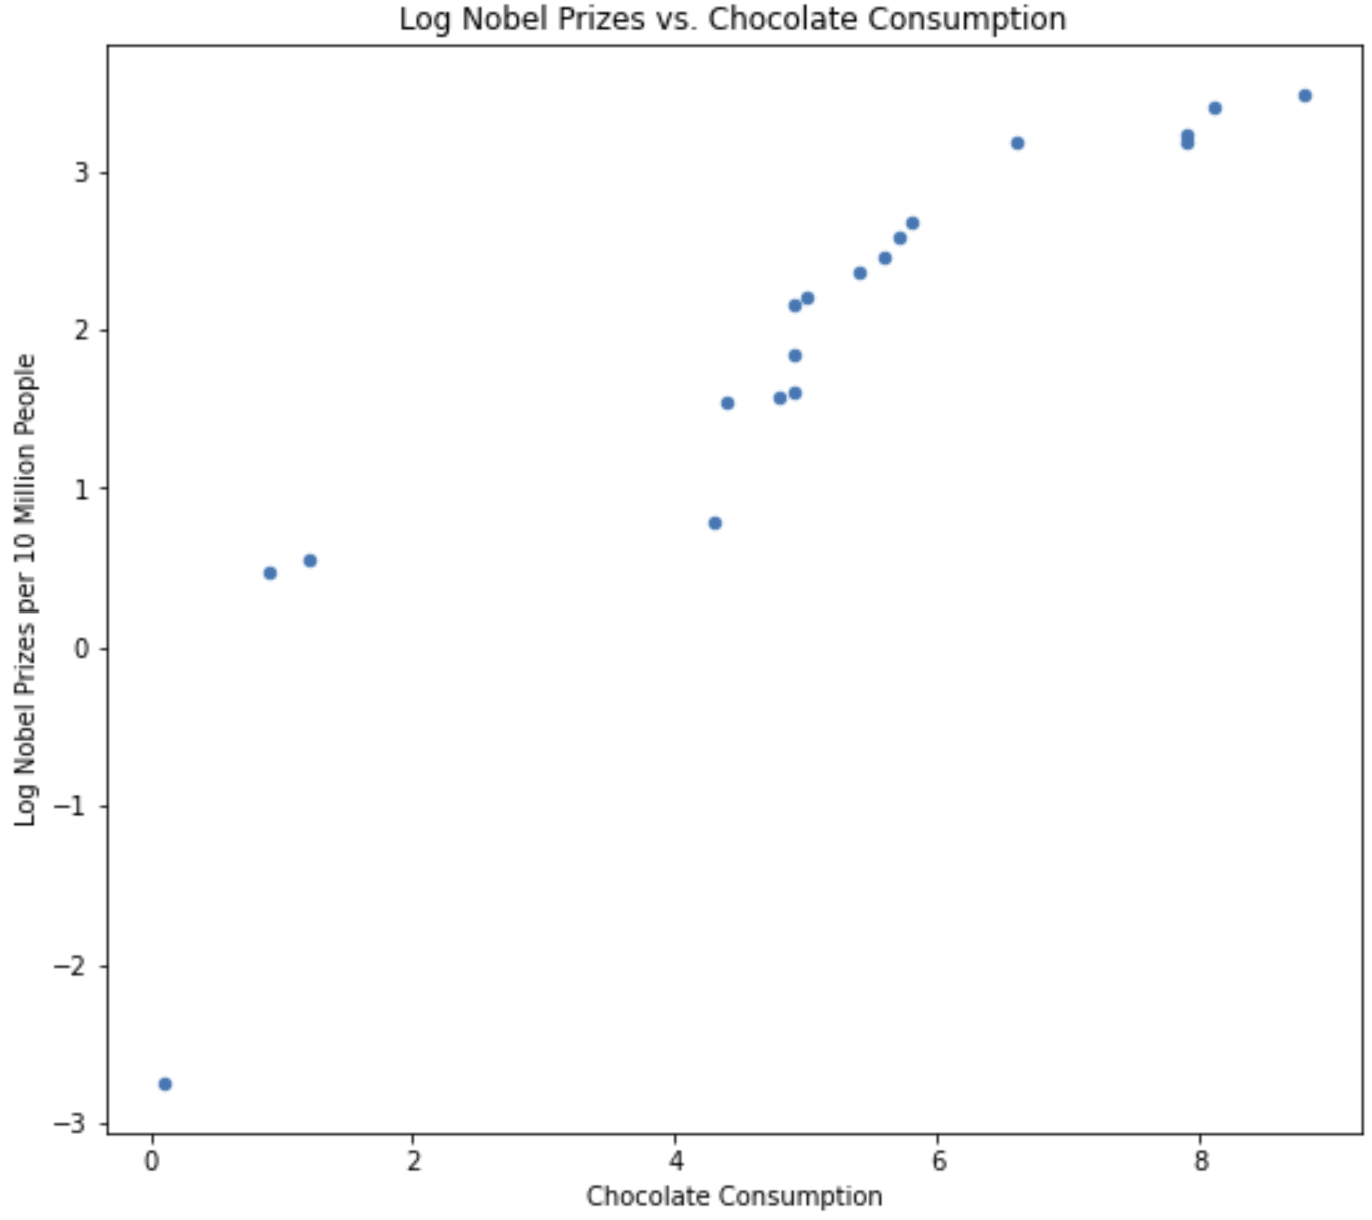 Log Nobel Prizes vs. Chocolate Consumption
Log Nobel Prizes per 10 Million People
3
2
1
0
−1
−2
−3
0 2 4 6 8
Chocolate Consumption